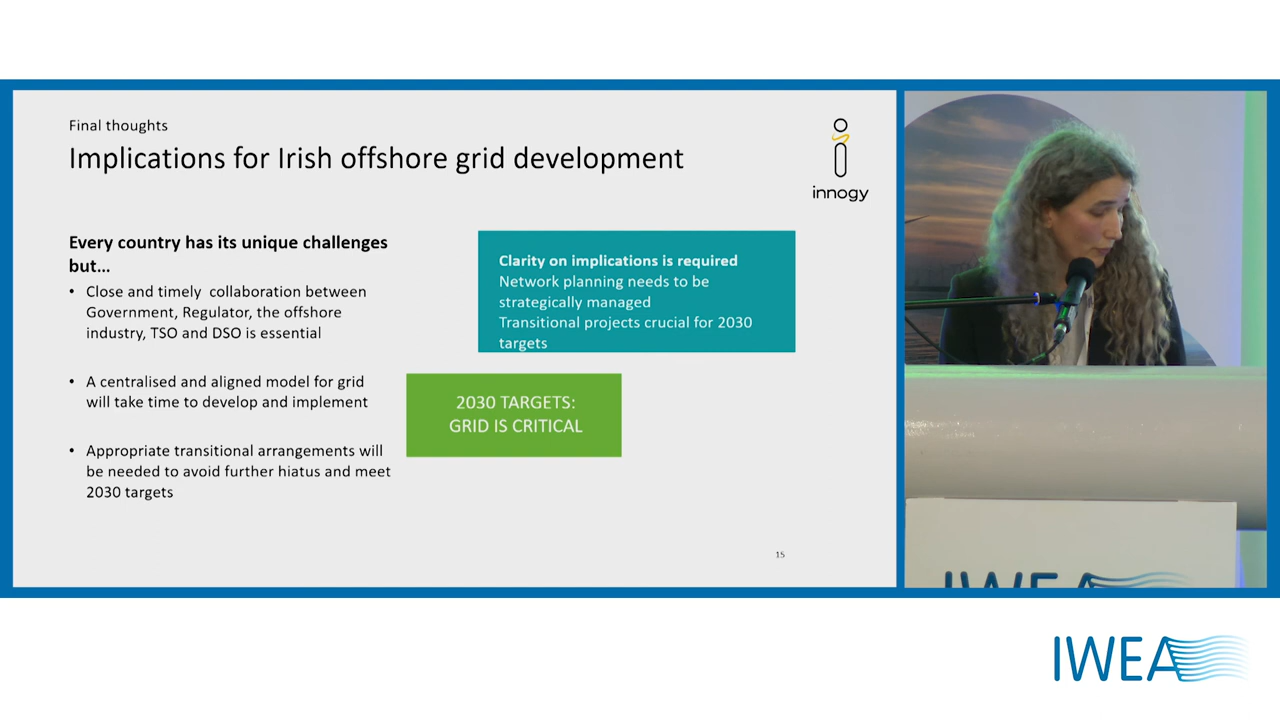 Final thoughts
Implications for Irish offshore grid development
innogy
Every country has its unique challenges
but...
• Close and timely collaboration between
Government, Regulator, the offshore
industry, TSO and DSO is essential
• A centralised and aligned model for grid
will take time to develop and implement
• Appropriate transitional arrangements will
be needed to avoid further hiatus and meet
2030 targets
Clarity on implications is required
Network planning needs to be
strategically managed
Transitional projects crucial for 2030
targets
2030 TARGETS:
GRID IS CRITICAL
15
IWEA
IWEA